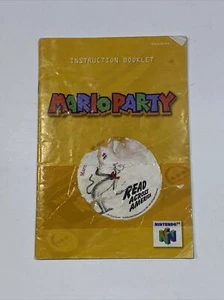 INSTRUCTION BOOKLET
MARIO PARTY
READ
ACROSS
AMERICA
NINTENDO 64
N